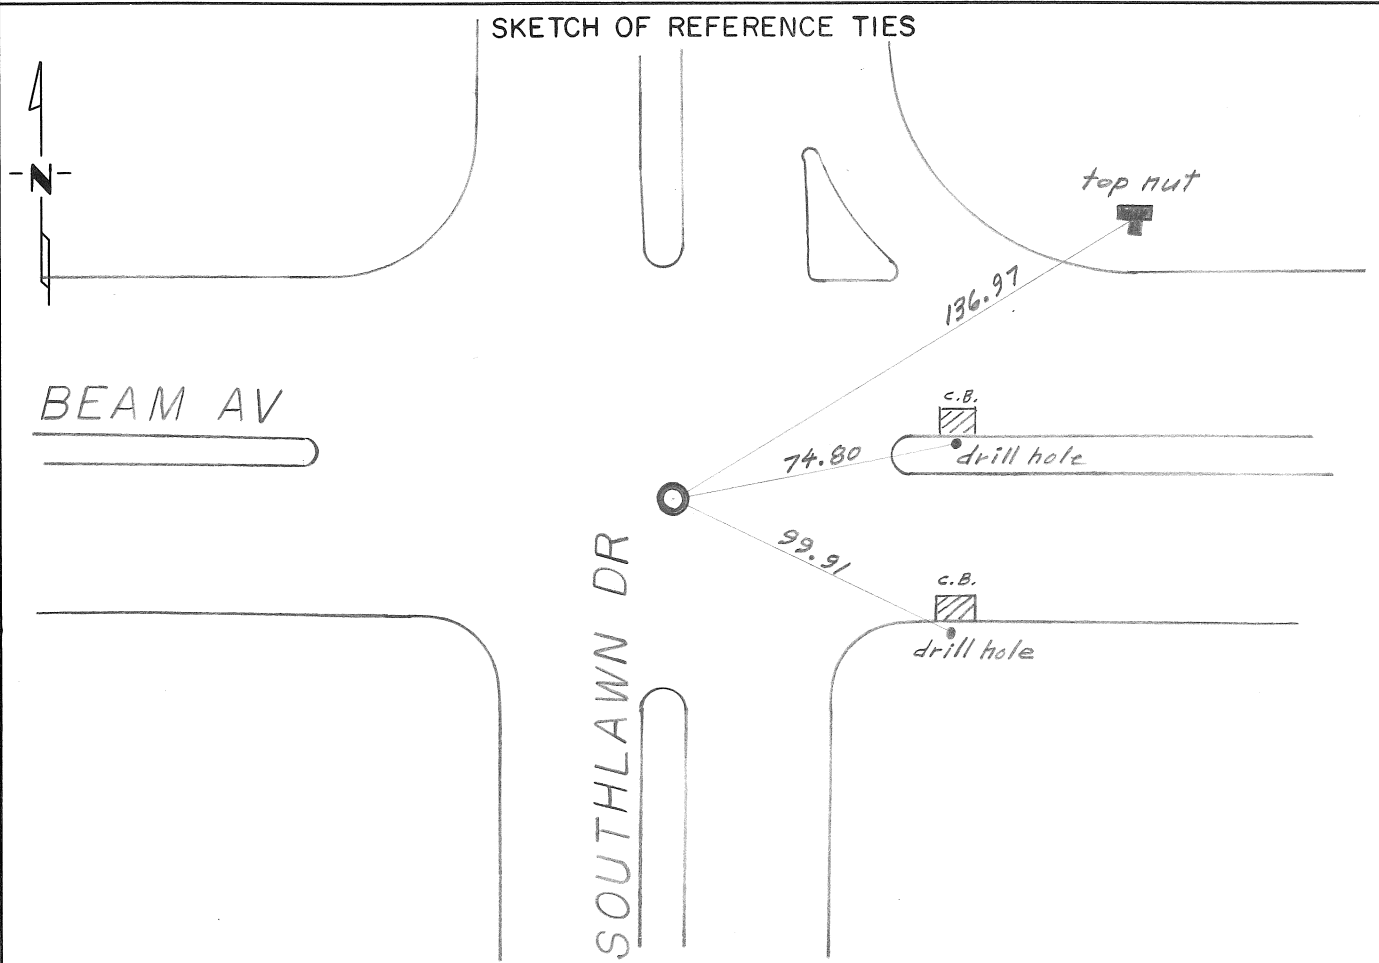 SKETCH OF REFERENCE TIES
N
top nut
136.97
BEAM AV
C.B.
74.80
drill hole
99.91
C.B.
drill hole
SOUTHLAWN DR